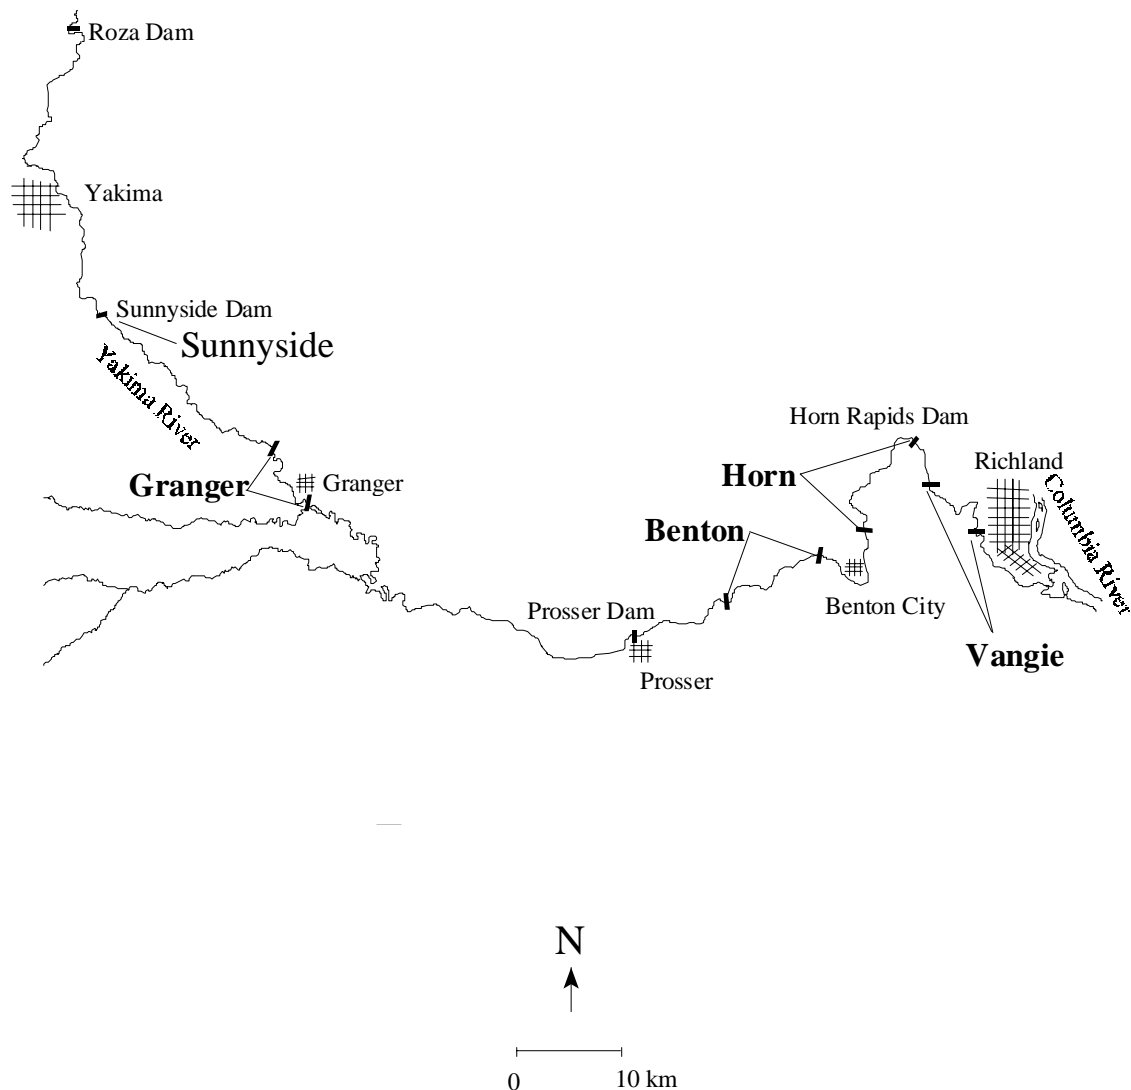 Roza Dam
Yakima
Sunnyside Dam
Sunnyside
Yakima River
Horn Rapids Dam
Richland
Columbia River
Horn
Granger
Granger
Benton
Prosser Dam
Benton City
Vangie
Prosser
N
0
10 km